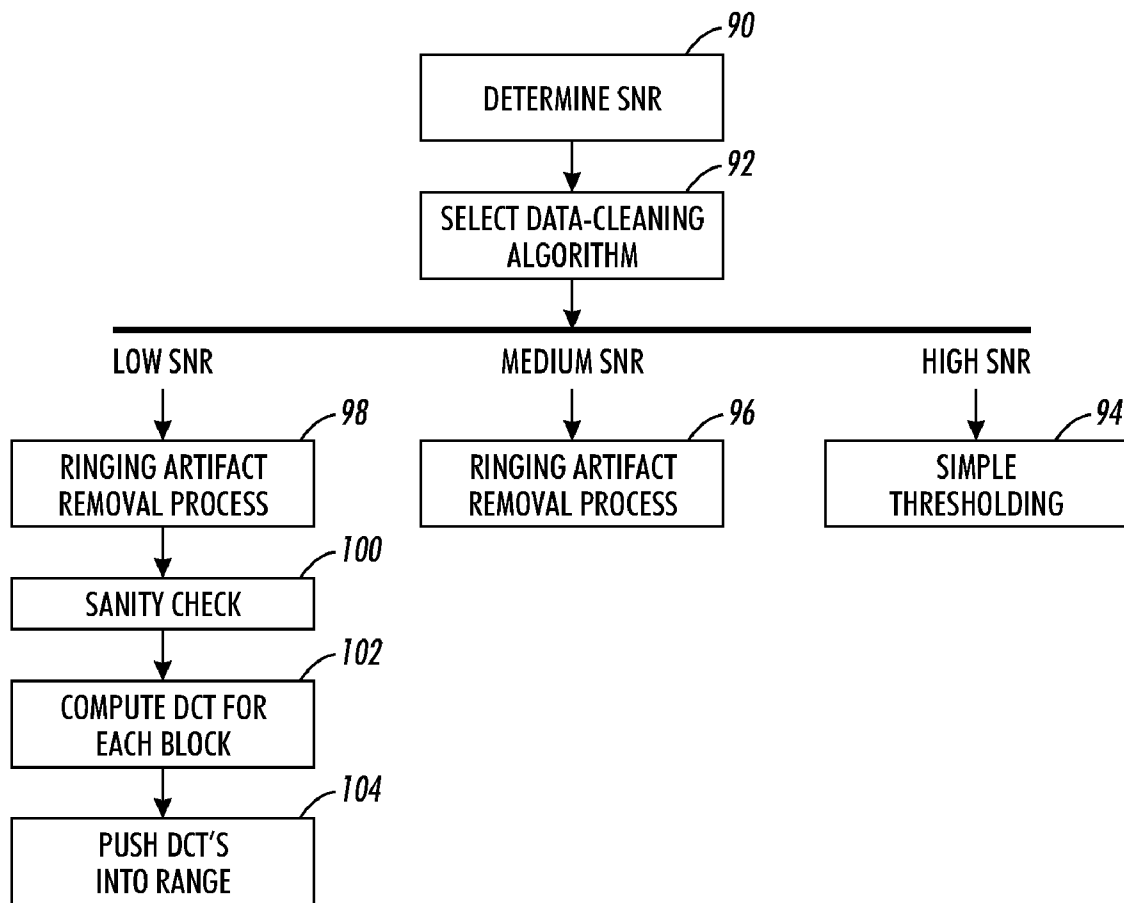 90
DETERMINE SNR
92
SELECT DATA-CLEANING
ALGORITHM
LOW SNR
MEDIUM SNR
HIGH SNR
98
RINGING ARTIFACT
REMOVAL PROCESS
96
RINGING ARTIFACT
REMOVAL PROCESS
94
SIMPLE
THRESHOLDING
100
SANITY CHECK
102
COMPUTE DCT FOR
EACH BLOCK
104
PUSH DCT'S
INTO RANGE